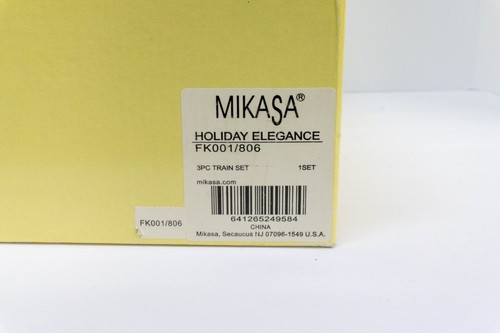 MIKASA®
HOLIDAY ELEGANCE
FK001/806
3PC TRAIN SET 1SET
mikasa.com
641265249584
CHINA
Mikasa, Secaucus NJ 07096-1549 U.S.A.
FK001/806